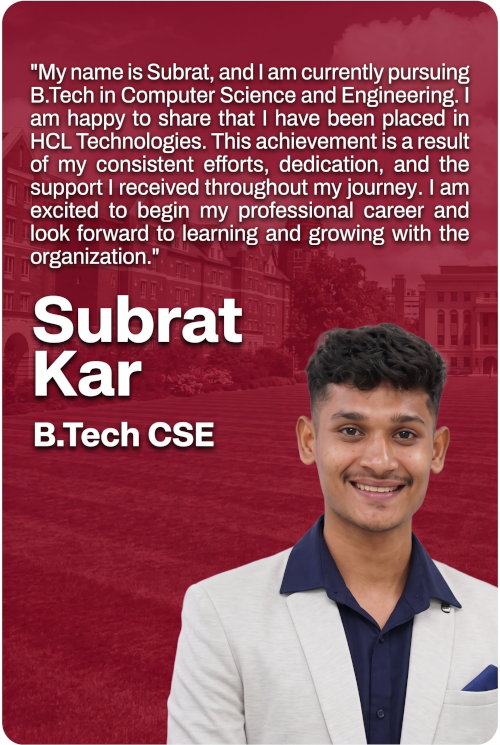 "My name is Subrat, and I am currently pursuing
B.Tech in Computer Science and Engineering. I
am happy to share that I have been placed in
HCL Technologies. This achievement is a result
of my consistent efforts, dedication, and the
support I received throughout my journey. I am
excited to begin my professional career and
look forward to learning and growing with the
organization."
Subrat
Kar
B.Tech CSE